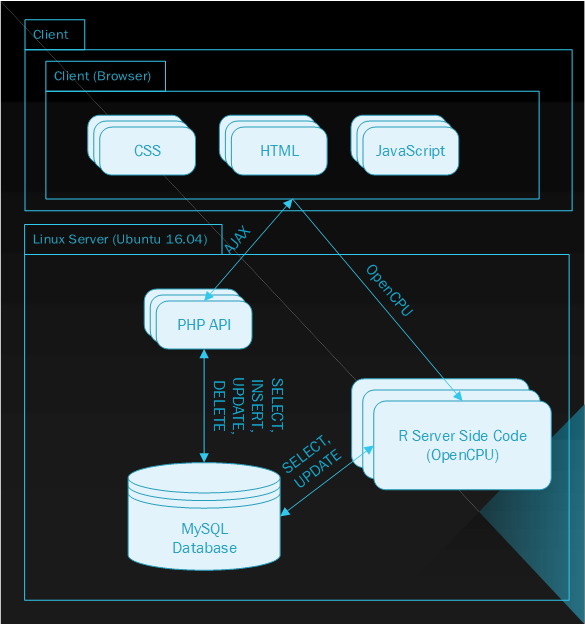 Client
Client (Browser)
CSS
HTML
JavaScript
Linux Server (Ubuntu 16.04)
AJAX
OpenCPU
PHP API
SELECT,
INSERT,
UPDATE,
DELETE
R Server Side Code
(OpenCPU)
SELECT,
UPDATE
MySQL
Database